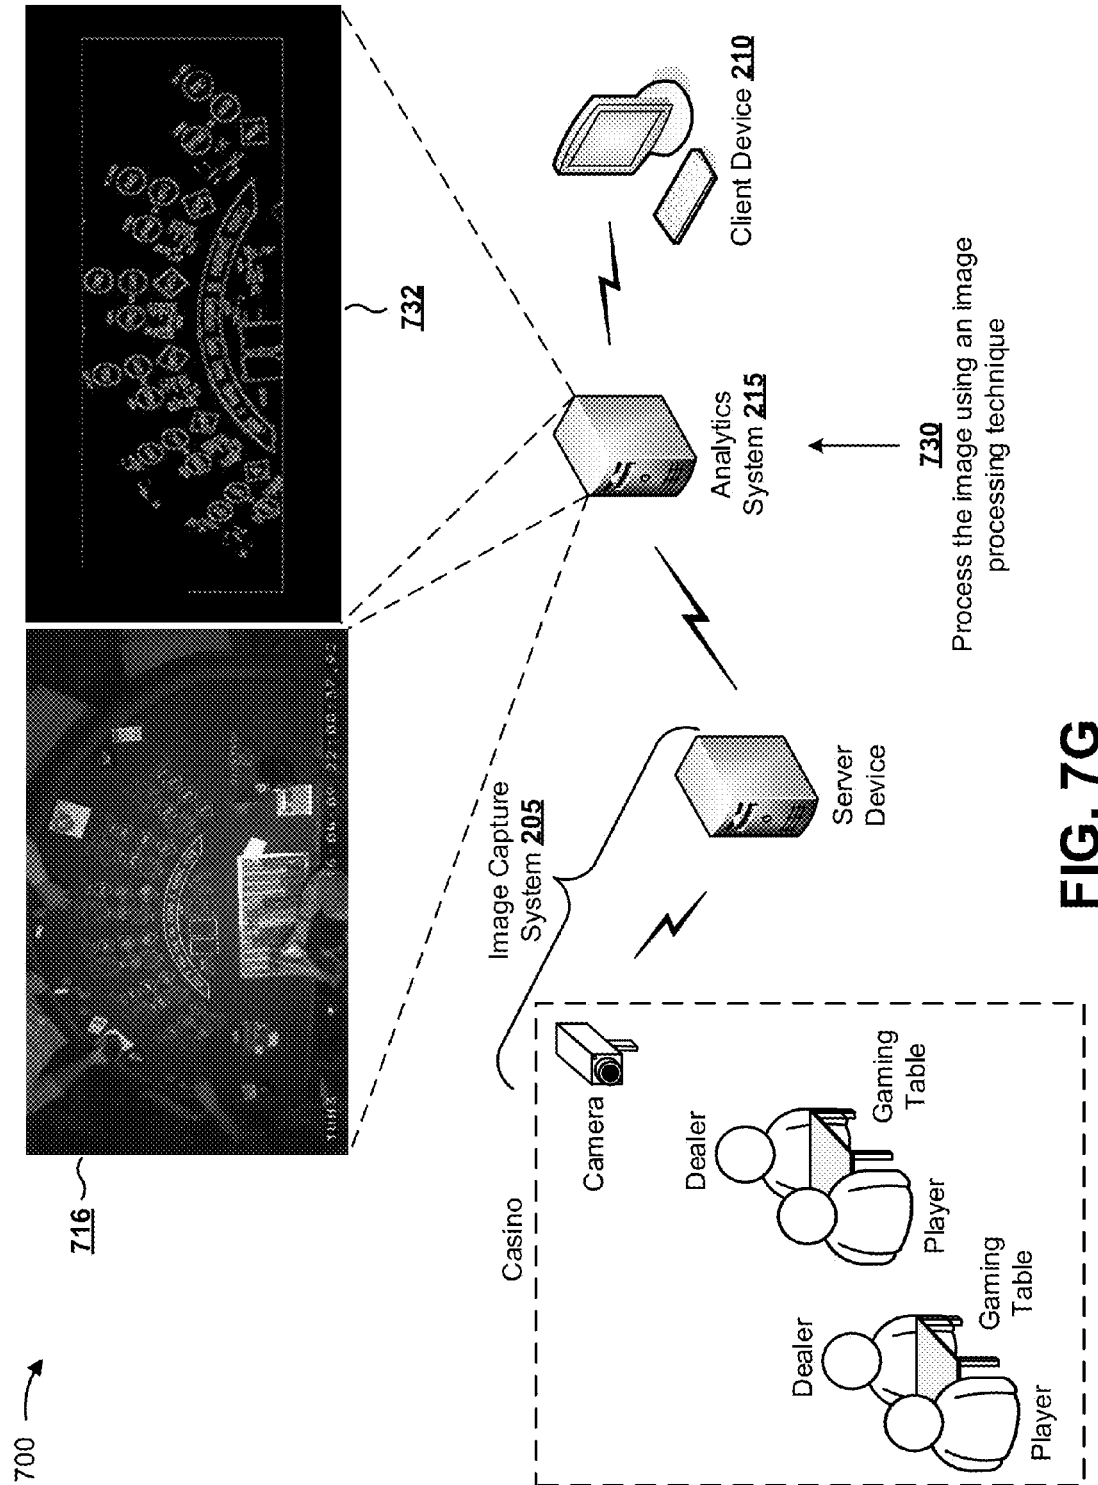 700
716
732
Image Capture
System 205
Client Device 210
Analytics
System 215
Server
Device
Casino
Camera
Dealer
Gaming
Table
Player
Dealer
Gaming
Table
Player
730
Process the image using an image
processing technique
FIG. 7G